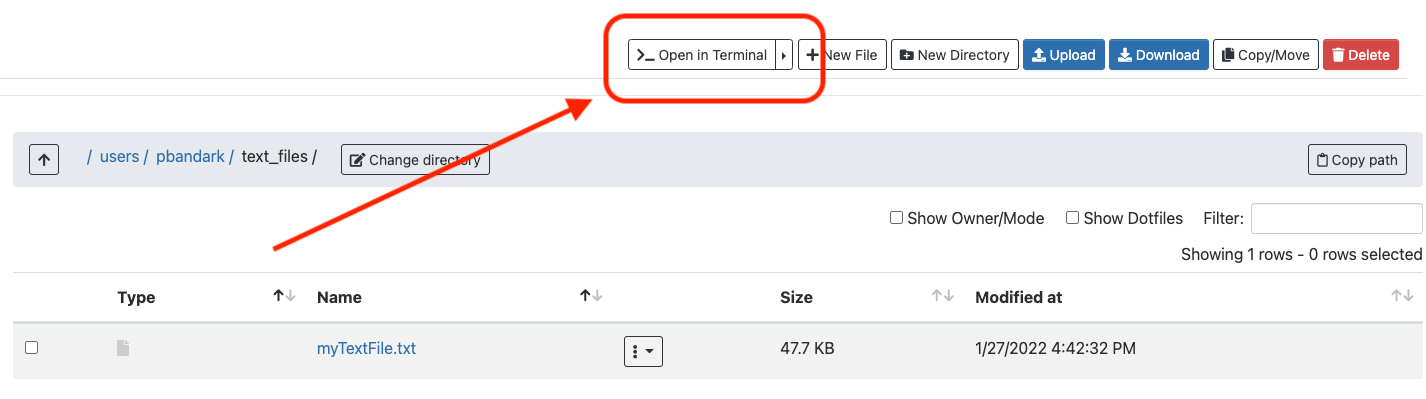 Open in Terminal New File New Directory Upload Download Copy/Move Delete
/ users / pbandark / text_files / Change directory Copy path
Show Owner/Mode Show Dotfiles Filter:
Showing 1 rows - 0 rows selected
Type Name Size Modified at
myTextFile.txt 47.7 KB 1/27/2022 4:42:32 PM